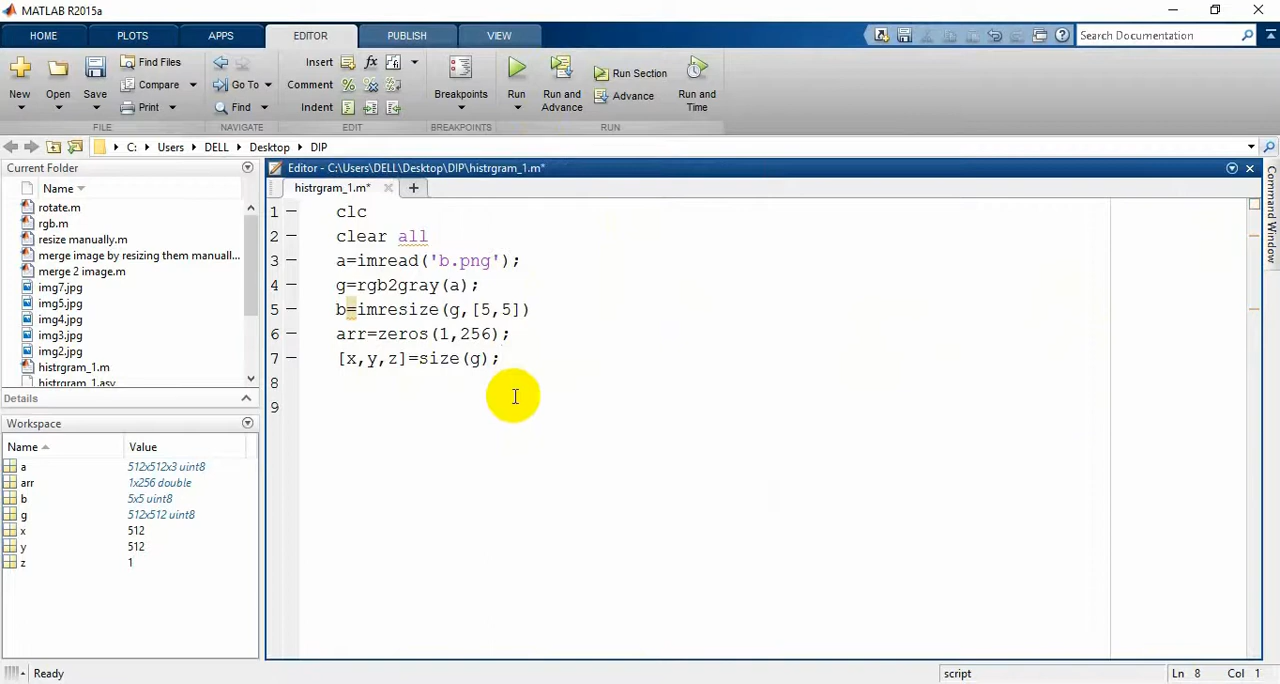 MATLAB R2015a
HOME PLOTS APPS EDITOR PUBLISH VIEW Search Documentation
New Open Save Find Files Compare Print Go To Find Insert Comment Indent fx Breakpoints Run Run and Advance Run Section Advance Run and Time
FILE NAVIGATE EDIT BREAKPOINTS RUN
C: Users DELL Desktop DIP
Current Folder
Name
rotate.m
rgb.m
resize manually.m
merge image by resizing them manuall...
merge 2 image.m
img7.jpg
img5.jpg
img4.jpg
img3.jpg
img2.jpg
histrgram_1.m
histrgram_1.asv
Details
Workspace
Name Value
a 512x512x3 uint8
arr 1x256 double
b 5x5 uint8
g 512x512 uint8
x 512
y 512
z 1
Editor - C:\Users\DELL\Desktop\DIP\histrgram_1.m*
histrgram_1.m*
1 clc
2 clear all
3 a=imread('b.png');
4 g=rgb2gray(a);
5 b=imresize(g,[5,5])
6 arr=zeros(1,256);
7 [x,y,z]=size(g);
8
9
Command Window
Ready script Ln 8 Col 1